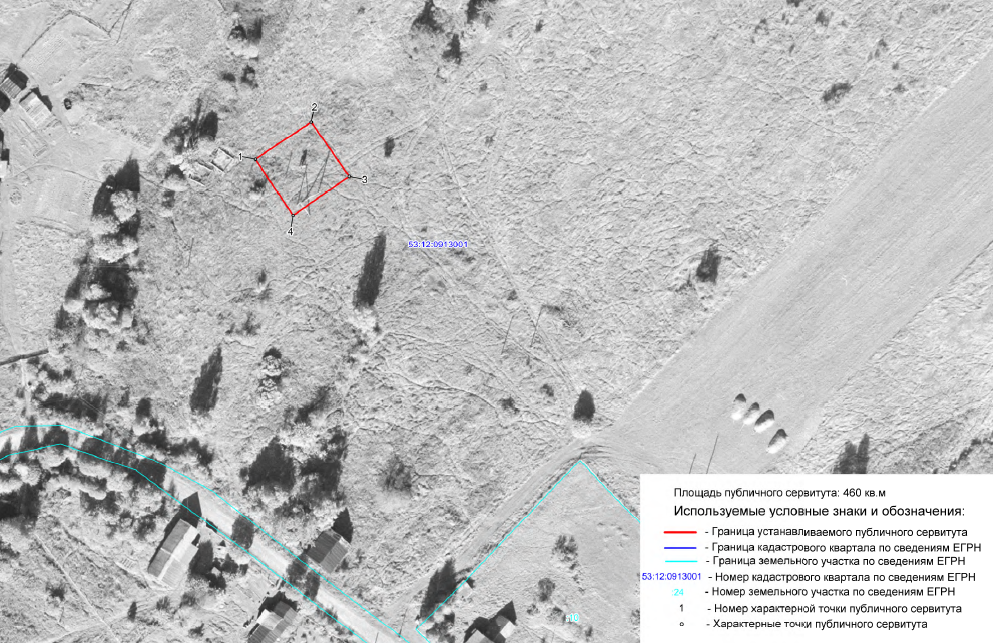 2
1
3
4
53:12:0913001
Площадь публичного сервитута: 460 кв.м
Используемые условные знаки и обозначения:
- Граница устанавливаемого публичного сервитута
- Граница кадастрового квартала по сведениям ЕГРН
- Граница земельного участка по сведениям ЕГРН
53:12:0913001 - Номер кадастрового квартала по сведениям ЕГРН
:24 - Номер земельного участка по сведениям ЕГРН
1 - Номер характерной точки публичного сервитута
- Характерные точки публичного сервитута